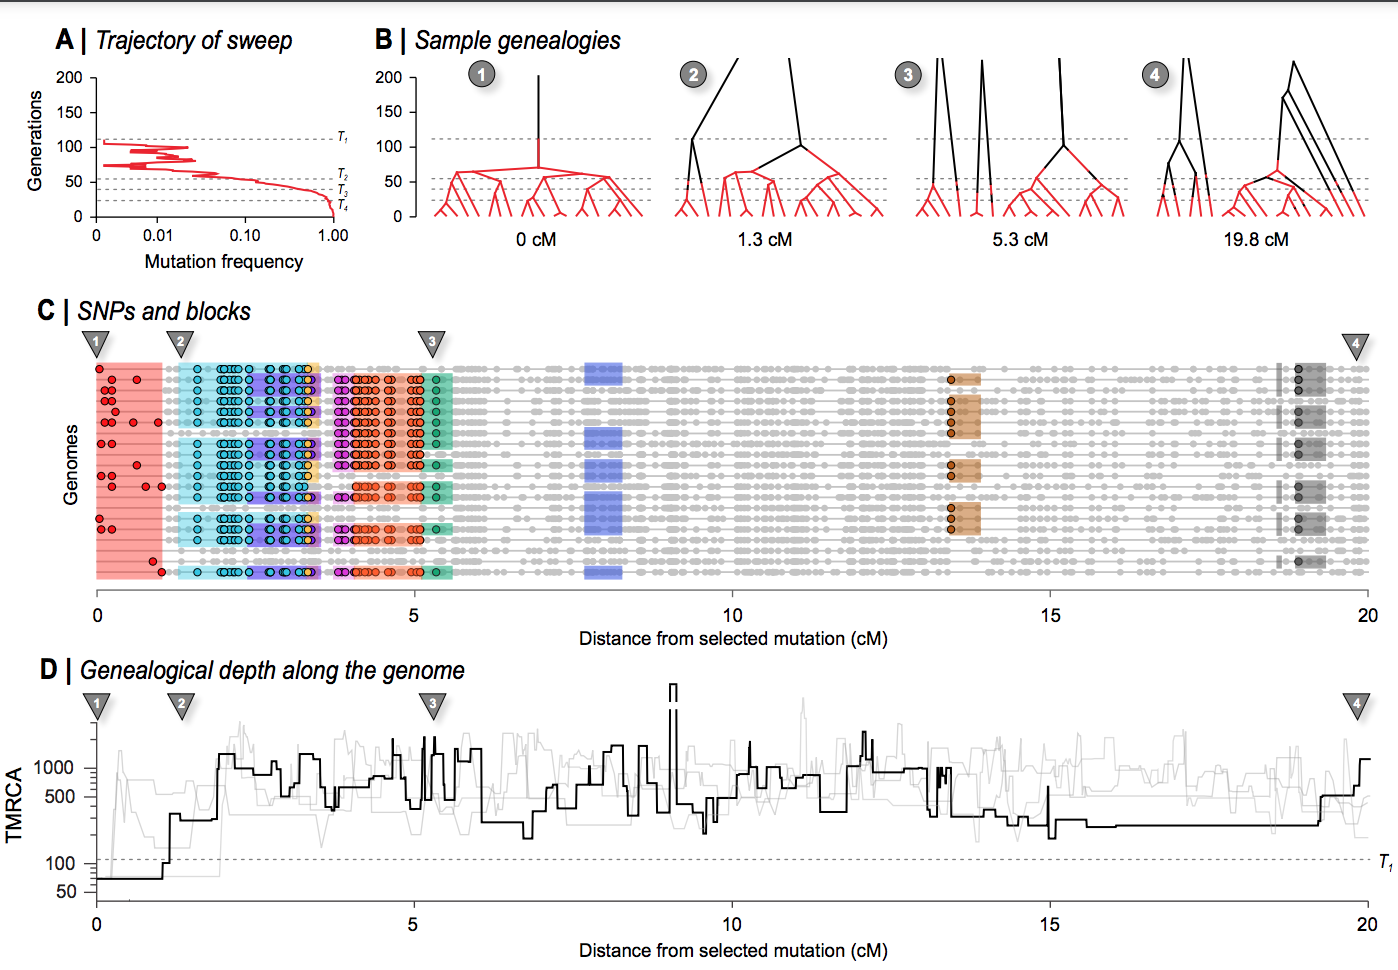 A | Trajectory of sweep
B | Sample genealogies
Generations
200
150
100
50
0
T1
T2
T3
T4
0 0.01 0.10 1.00
Mutation frequency
200
150
100
50
0
1
2
3
4
0 cM
1.3 cM
5.3 cM
19.8 cM
C | SNPs and blocks
1
2
3
4
Genomes
0 5 10 15 20
Distance from selected mutation (cM)
D | Genealogical depth along the genome
1
2
3
4
TMRCA
1000
500
100
50
T1
0 5 10 15 20
Distance from selected mutation (cM)